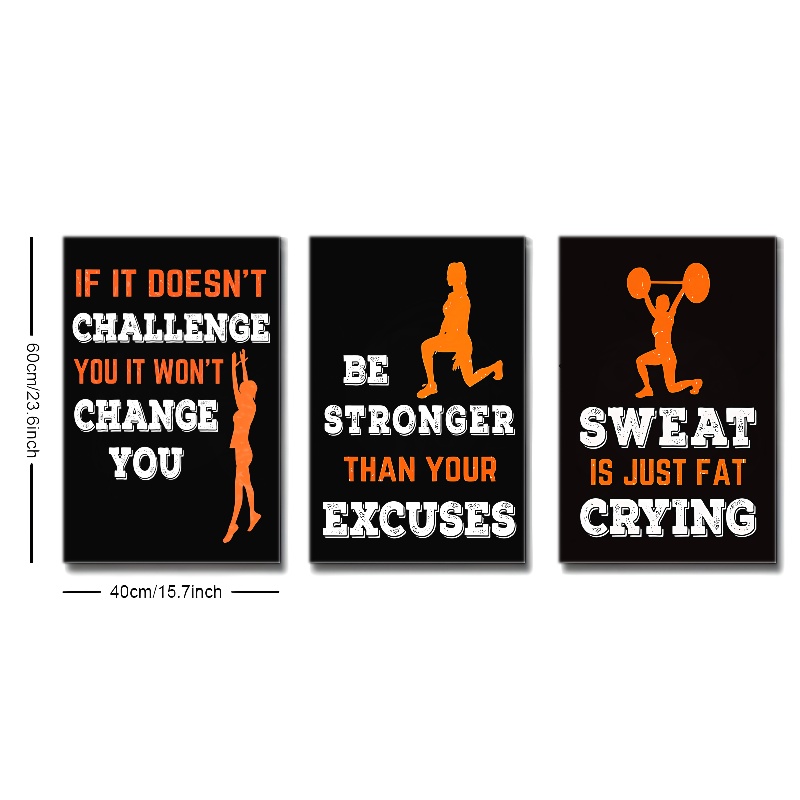 IF IT DOESN'T
CHALLENGE
YOU IT WON'T
CHANGE
YOU
BE
STRONGER
THAN YOUR
EXCUSES
SWEAT
IS JUST FAT
CRYING
60cm/23.6inch
40cm/15.7inch